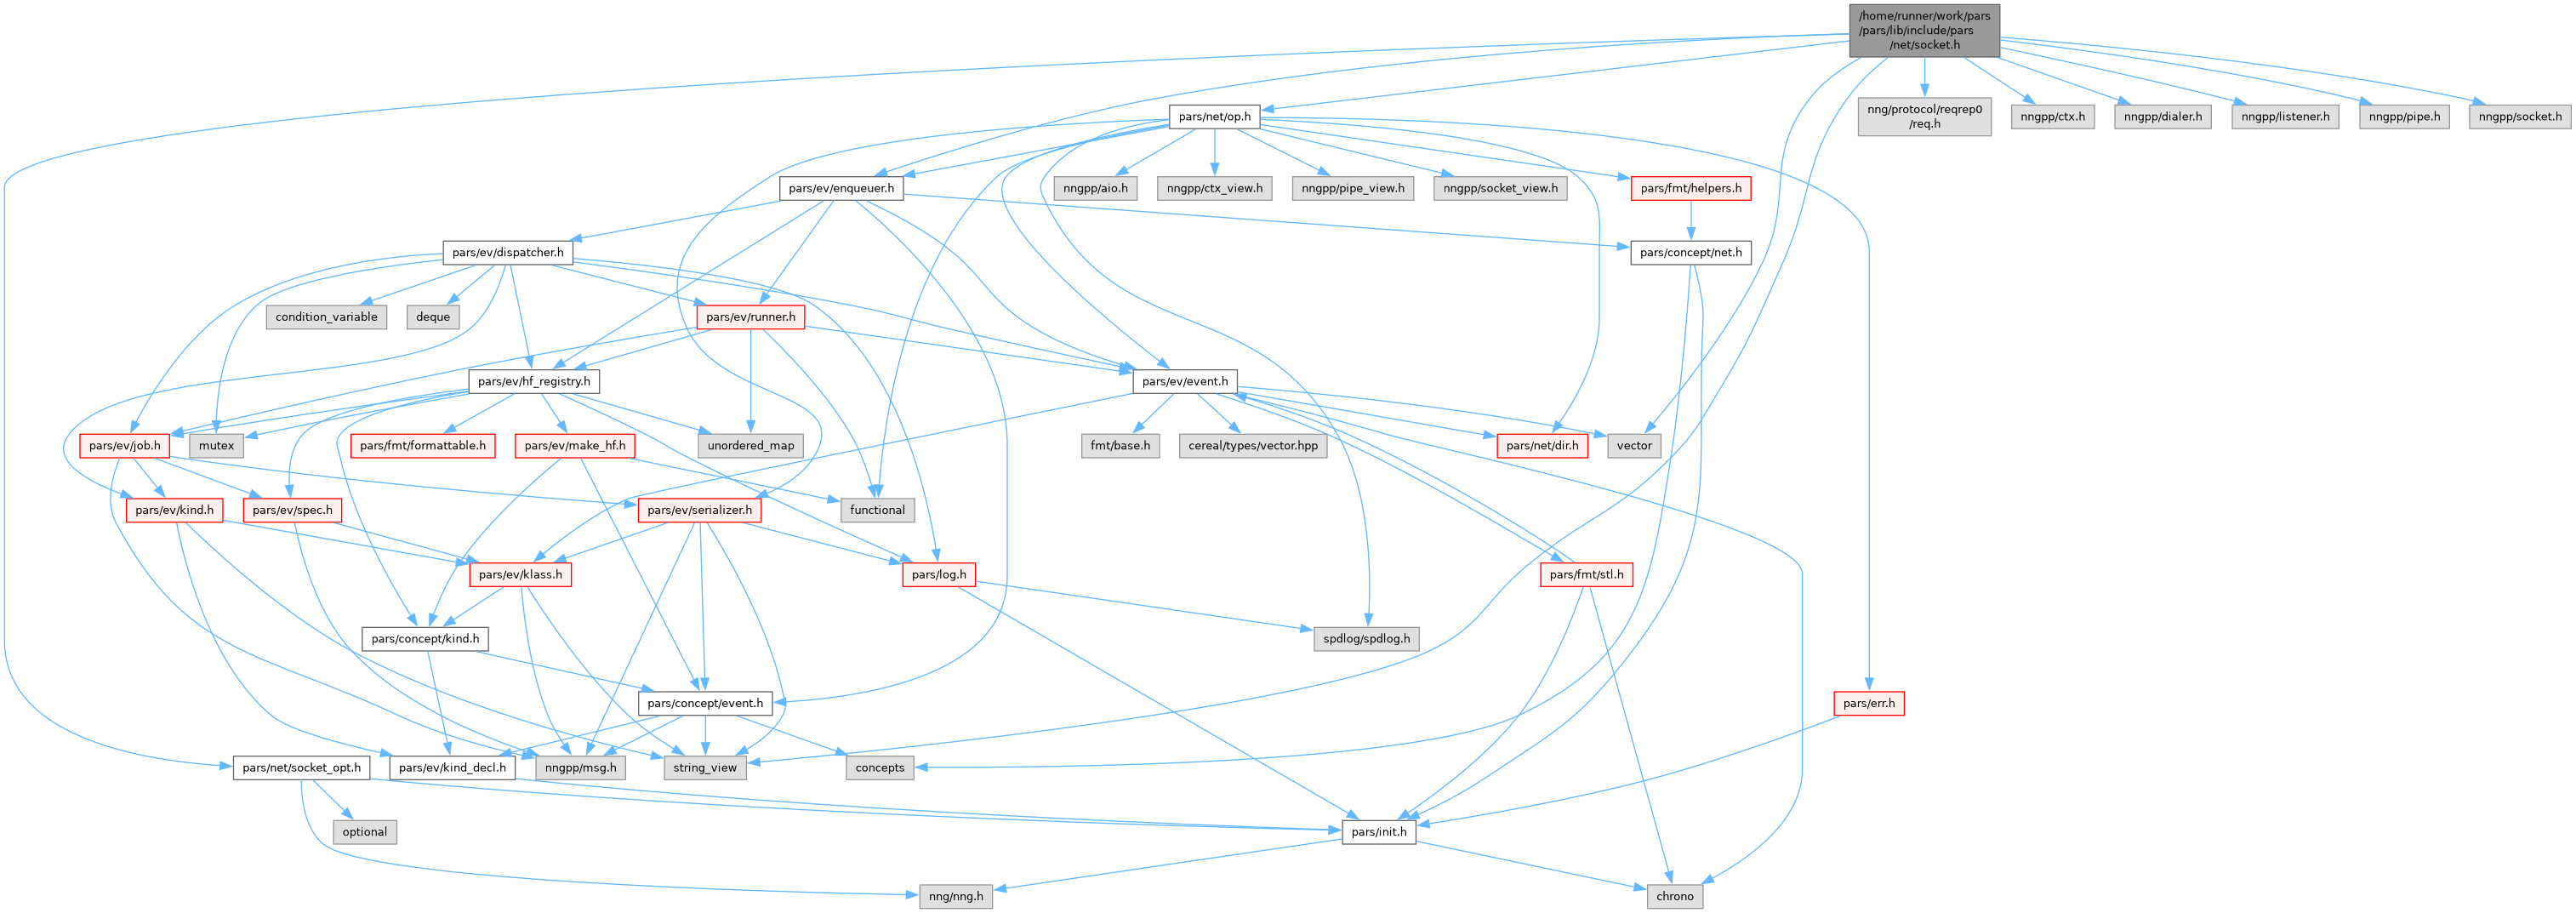 /home/runner/work/pars
/pars/lib/include/pars
/net/socket.h
pars/net/op.h
nng/protocol/reqrep0
/req.h
nngpp/ctx.h
nngpp/dialer.h
nngpp/listener.h
nngpp/pipe.h
nngpp/socket.h
pars/ev/enqueuer.h
nngpp/aio.h
nngpp/ctx_view.h
nngpp/pipe_view.h
nngpp/socket_view.h
pars/fmt/helpers.h
pars/ev/dispatcher.h
pars/concept/net.h
condition_variable
deque
pars/ev/runner.h
pars/ev/hf_registry.h
pars/ev/event.h
pars/ev/job.h
mutex
pars/fmt/formattable.h
pars/ev/make_hf.h
unordered_map
fmt/base.h
cereal/types/vector.hpp
pars/net/dir.h
vector
pars/ev/kind.h
pars/ev/spec.h
pars/ev/serializer.h
functional
pars/ev/klass.h
pars/log.h
pars/fmt/stl.h
pars/concept/kind.h
spdlog/spdlog.h
pars/concept/event.h
pars/err.h
pars/net/socket_opt.h
pars/ev/kind_decl.h
nngpp/msg.h
string_view
concepts
optional
pars/init.h
nng/nng.h
chrono